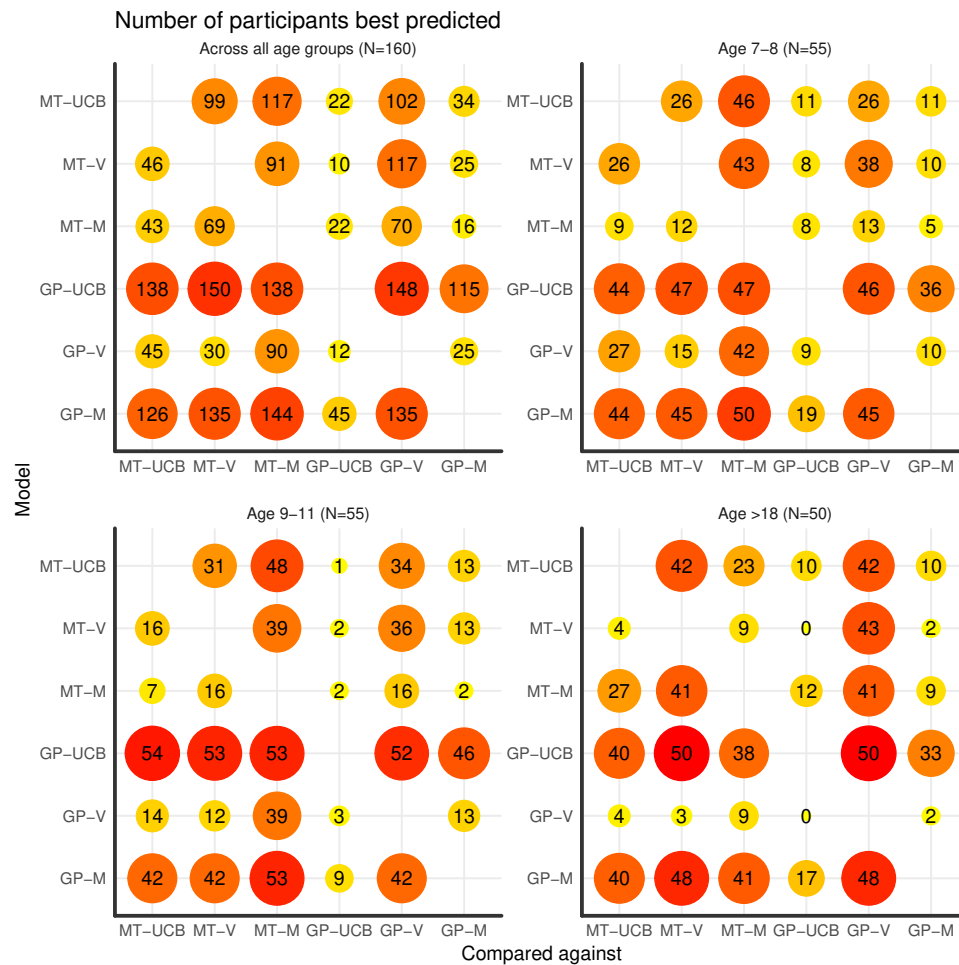 Number of participants best predicted
Across all age groups (N=160)
MT−UCB 99 117 22 102 34
MT−V 46 91 10 117 25
MT−M 43 69 22 70 16
GP−UCB 138 150 138 148 115
GP−V 45 30 90 12 25
GP−M 126 135 144 45 135
MT−UCB MT−V MT−M GP−UCB GP−V GP−M
Age 7−8 (N=55)
MT−UCB 26 46 11 26 11
MT−V 26 43 8 38 10
MT−M 9 12 8 13 5
GP−UCB 44 47 47 46 36
GP−V 27 15 42 9 10
GP−M 44 45 50 19 45
MT−UCB MT−V MT−M GP−UCB GP−V GP−M
Model
Age 9−11 (N=55)
MT−UCB 31 48 1 34 13
MT−V 16 39 2 36 13
MT−M 7 16 2 16 2
GP−UCB 54 53 53 52 46
GP−V 14 12 39 3 13
GP−M 42 42 53 9 42
MT−UCB MT−V MT−M GP−UCB GP−V GP−M
Age >18 (N=50)
MT−UCB 42 23 10 42 10
MT−V 4 9 0 43 2
MT−M 27 41 12 41 9
GP−UCB 40 50 38 50 33
GP−V 4 3 9 0 2
GP−M 40 48 41 17 48
MT−UCB MT−V MT−M GP−UCB GP−V GP−M
Compared against